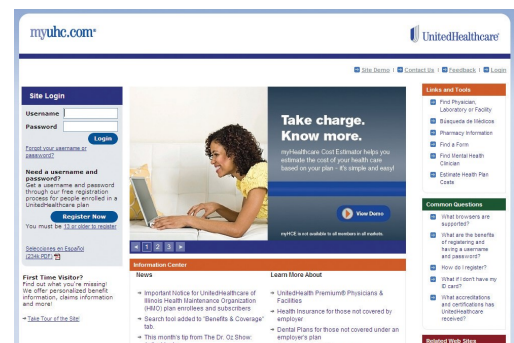 myuhc.com®
UnitedHealthcare®
Site Demo | Contact Us | Feedback | Login
Site Login
Username
Password
Login
Forgot your username or
password?
Need a username and
password?
Get a username and password
through our free registration
process for people enrolled in a
UnitedHealthcare plan
Register Now
You must be 13 or older to register
Selecciones en Español
(234k PDF)
First Time Visitor?
Find out what you're missing!
We offer personalized benefit
information, claims information
and more!
Take Tour of the Site!
Take charge.
Know more.
myHealthcare Cost Estimator helps you
estimate the cost of your health care
based on your plan - it's simple and easy!
View Demo
myHCE is not available to all members in all markets.
1 2 3
Information Center
News
Important Notice for UnitedHealthcare of
Illinois Health Maintenance Organization
(HMO) plan enrollees and subscribers
Search tool added to "Benefits & Coverage"
tab.
This month's tip from The Dr. Oz Show:
Learn More About
UnitedHealth Premium® Physicians &
Facilities
Health Insurance for those not covered by
employer
Dental Plans for those not covered under an
employer's plan
Links and Tools
Find Physician,
Laboratory or Facility
Búsqueda de Médicos
Pharmacy Information
Find a Form
Find Mental Health
Clinician
Estimate Health Plan
Costs
Common Questions
What browsers are
supported?
What are the benefits
of registering and
having a username
and password?
How do I register?
What if I don't have my
ID card?
What accreditations
and certifications has
UnitedHealthcare
received?
Related Web Sites